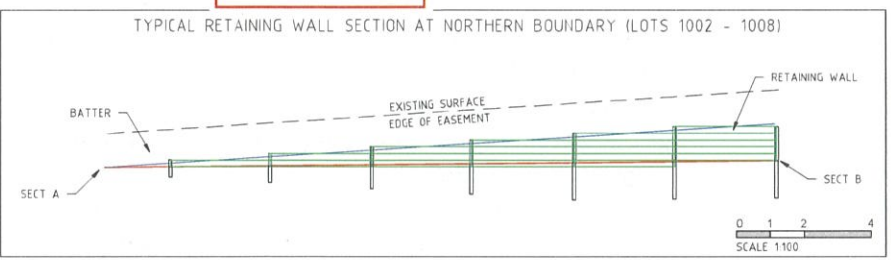 TYPICAL RETAINING WALL SECTION AT NORTHERN BOUNDARY (LOTS 1002 - 1008)
RETAINING WALL
BATTER
EXISTING SURFACE
EDGE OF EASEMENT
SECT A
SECT B
0 1 2 4
SCALE 1:100